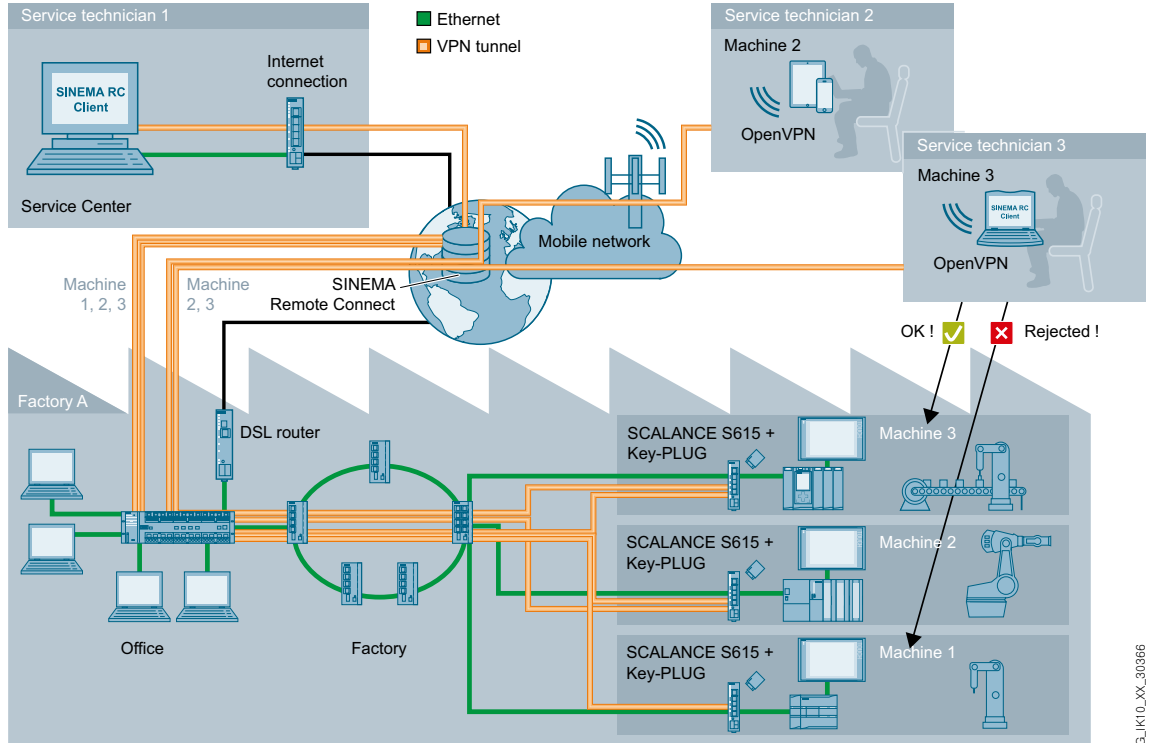 Service technician 1
Ethernet
VPN tunnel
Service technician 2
Machine 2
OpenVPN
Internet
connection
SINEMA RC
Client
Service Center
Service technician 3
Machine 3
SINEMA RC
Client
OpenVPN
Mobile network
Machine
1, 2, 3
Machine
2, 3
SINEMA
Remote Connect
OK !
Rejected !
Factory A
DSL router
SCALANCE S615 +
Key-PLUG
Machine 3
SCALANCE S615 +
Key-PLUG
Machine 2
SCALANCE S615 +
Key-PLUG
Machine 1
Office
Factory
G_IK10_XX_30366